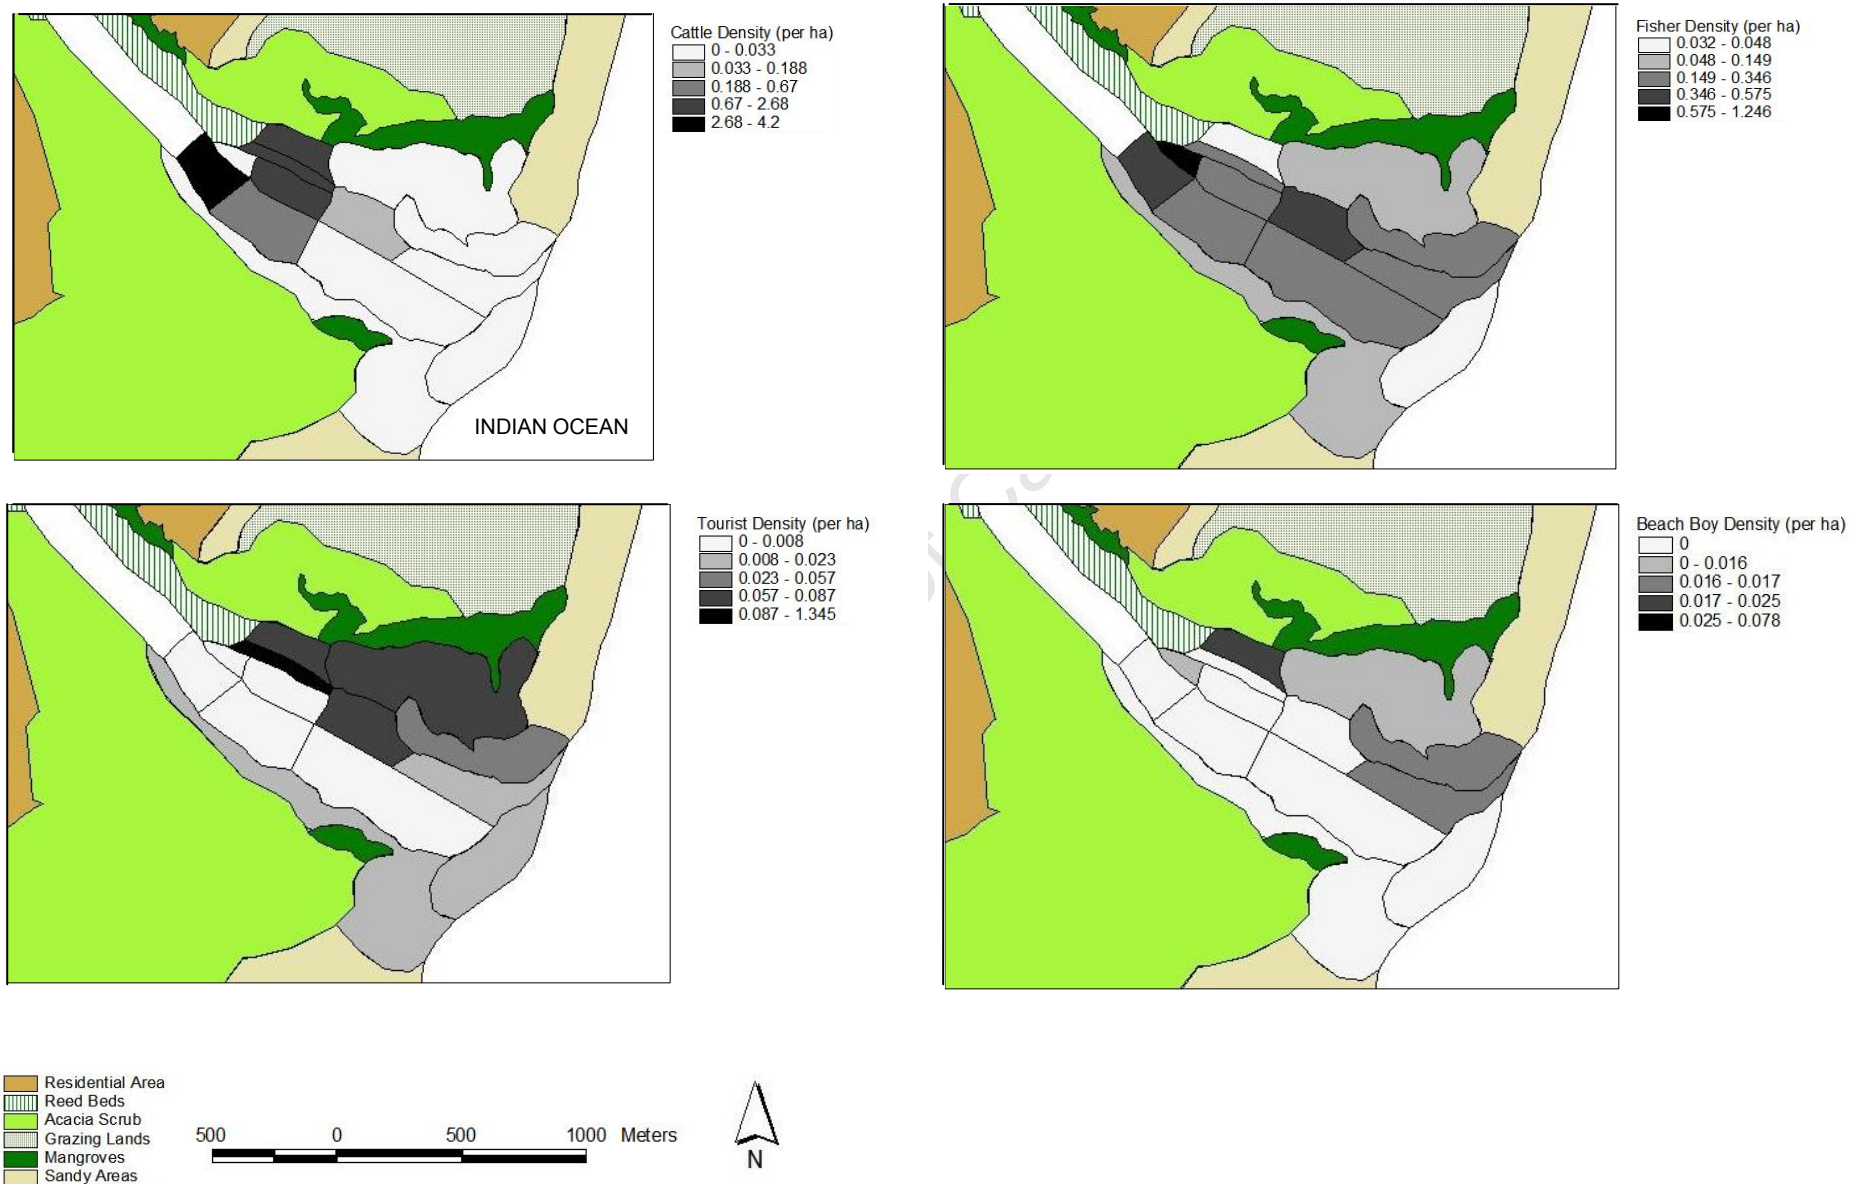 Cattle Density (per ha)
0 - 0.033
0.033 - 0.188
0.188 - 0.67
0.67 - 2.68
2.68 - 4.2
INDIAN OCEAN
Fisher Density (per ha)
0.032 - 0.048
0.048 - 0.149
0.149 - 0.346
0.346 - 0.575
0.575 - 1.246
Tourist Density (per ha)
0 - 0.008
0.008 - 0.023
0.023 - 0.057
0.057 - 0.087
0.087 - 1.345
Beach Boy Density (per ha)
0
0 - 0.016
0.016 - 0.017
0.017 - 0.025
0.025 - 0.078
Residential Area
Reed Beds
Acacia Scrub
Grazing Lands
Mangroves
Sandy Areas
500 0 500 1000 Meters
N